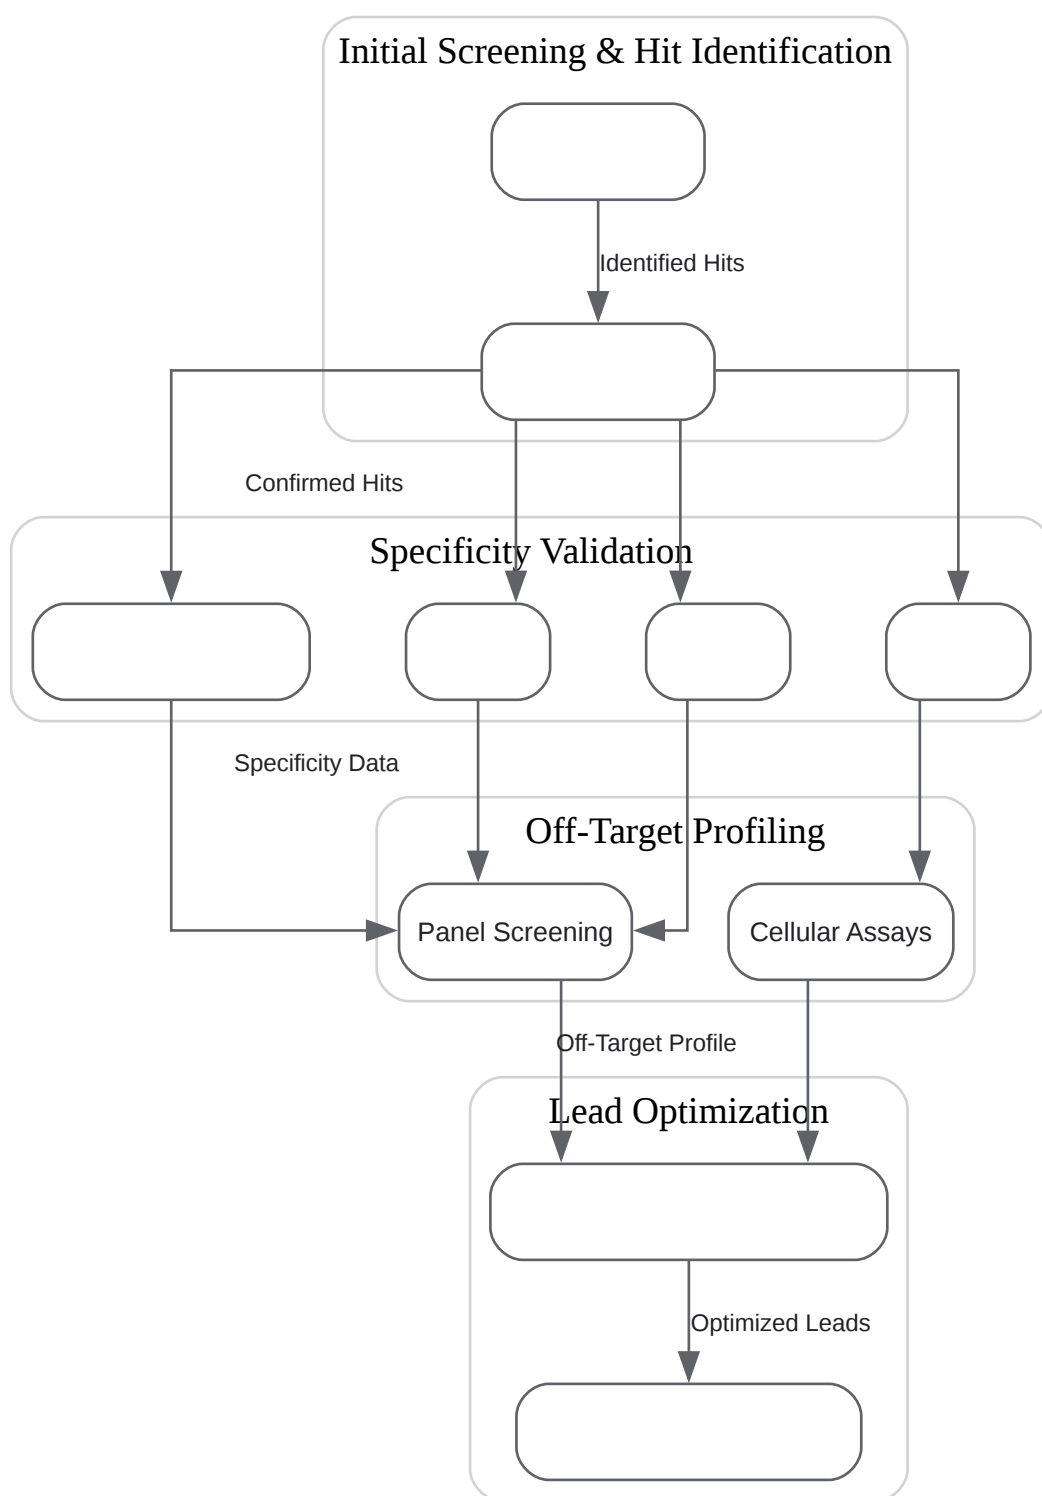 Initial Screening & Hit Identification
Identified Hits
Confirmed Hits
Specificity Validation
Specificity Data
Off-Target Profiling
Panel Screening
Cellular Assays
Off-Target Profile
Lead Optimization
Optimized Leads